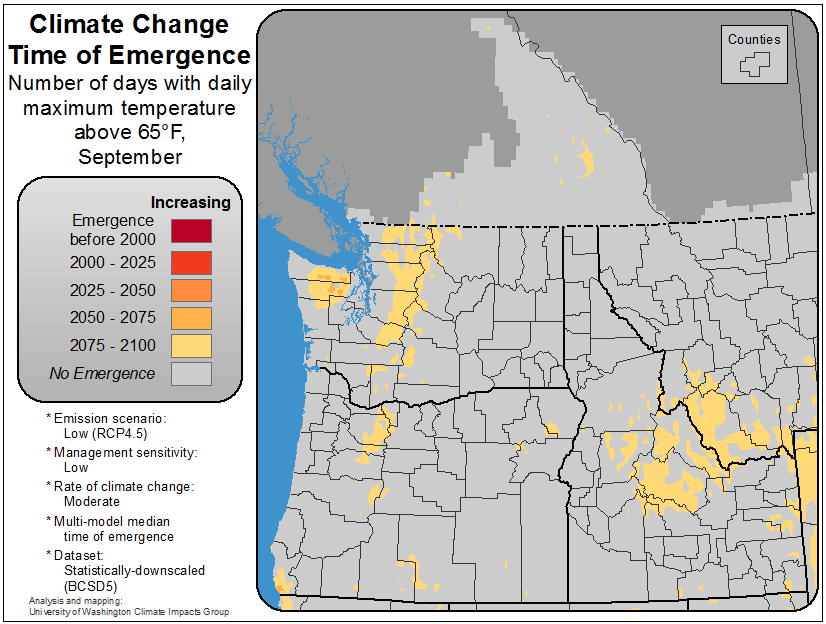 Climate Change
Time of Emergence
Number of days with daily
maximum temperature
above 65°F,
September
Increasing
Emergence
before 2000
2000 - 2025
2025 - 2050
2050 - 2075
2075 - 2100
No Emergence
* Emission scenario:
Low (RCP4.5)
* Management sensitivity:
Low
* Rate of climate change:
Moderate
* Multi-model median
time of emergence
* Dataset:
Statistically-downscaled
(BCSD5)
Analysis and mapping:
University of Washington Climate Impacts Group
Counties